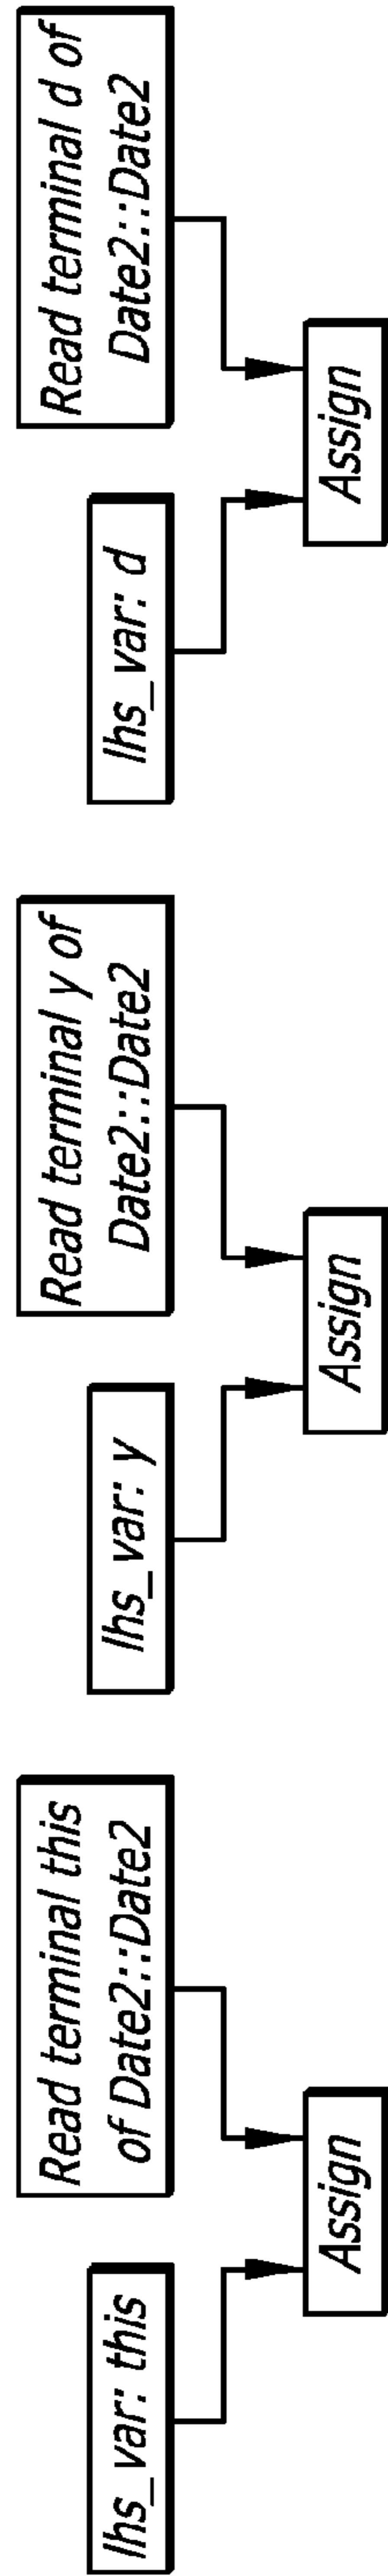 lhs_var: this
Read terminal this
of Date2::Date2
Assign
lhs_var: y
Read terminal y of
Date2::Date2
Assign
lhs_var: d
Read terminal d of
Date2::Date2
Assign